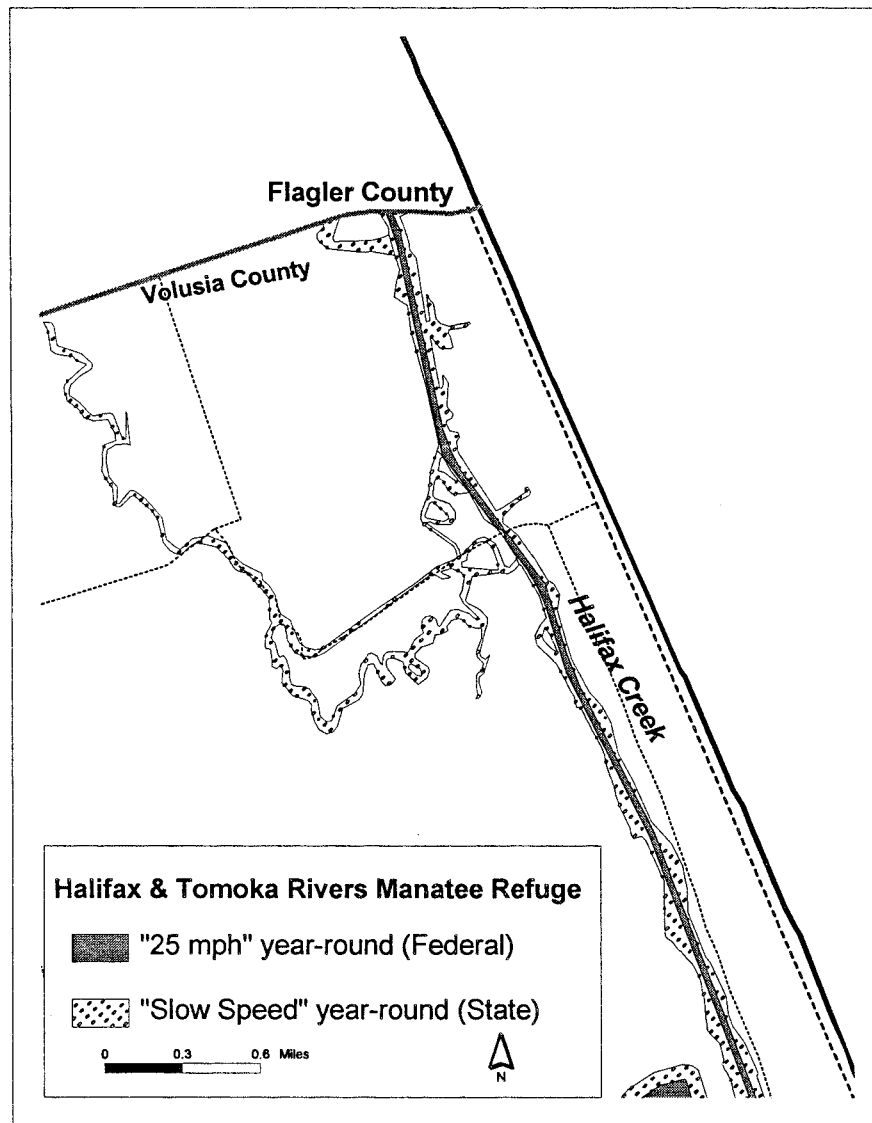 Flagler County
Volusia County
Halifax Creek
Halifax & Tomoka Rivers Manatee Refuge
"25 mph" year-round (Federal)
"Slow Speed" year-round (State)
0 0.3 0.6 Miles
N